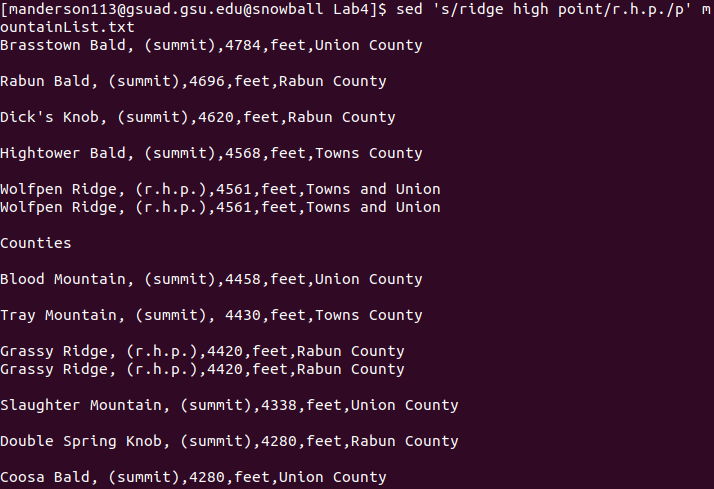 [manderson113@gsuad.gsu.edu@snowball Lab4]$ sed 's/ridge high point/r.h.p./p' m
ountainList.txt
Brasstown Bald, (summit),4784,feet,Union County
Rabun Bald, (summit),4696,feet,Rabun County
Dick's Knob, (summit),4620,feet,Rabun County
Hightower Bald, (summit),4568,feet,Towns County
Wolfpen Ridge, (r.h.p.),4561,feet,Towns and Union
Wolfpen Ridge, (r.h.p.),4561,feet,Towns and Union
Counties
Blood Mountain, (summit),4458,feet,Union County
Tray Mountain, (summit), 4430,feet,Towns County
Grassy Ridge, (r.h.p.),4420,feet,Rabun County
Grassy Ridge, (r.h.p.),4420,feet,Rabun County
Slaughter Mountain, (summit),4338,feet,Union County
Double Spring Knob, (summit),4280,feet,Rabun County
Coosa Bald, (summit),4280,feet,Union County